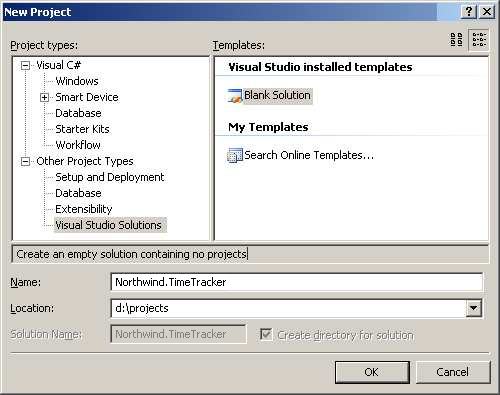 New Project
Project types:
Templates:
Visual C#
Windows
Smart Device
Database
Starter Kits
Workflow
Other Project Types
Setup and Deployment
Database
Extensibility
Visual Studio Solutions
Visual Studio installed templates
Blank Solution
My Templates
Search Online Templates...
Create an empty solution containing no projects
Name:
Northwind.TimeTracker
Location:
d:\projects
Solution Name:
Northwind.TimeTracker
Create directory for solution
OK
Cancel